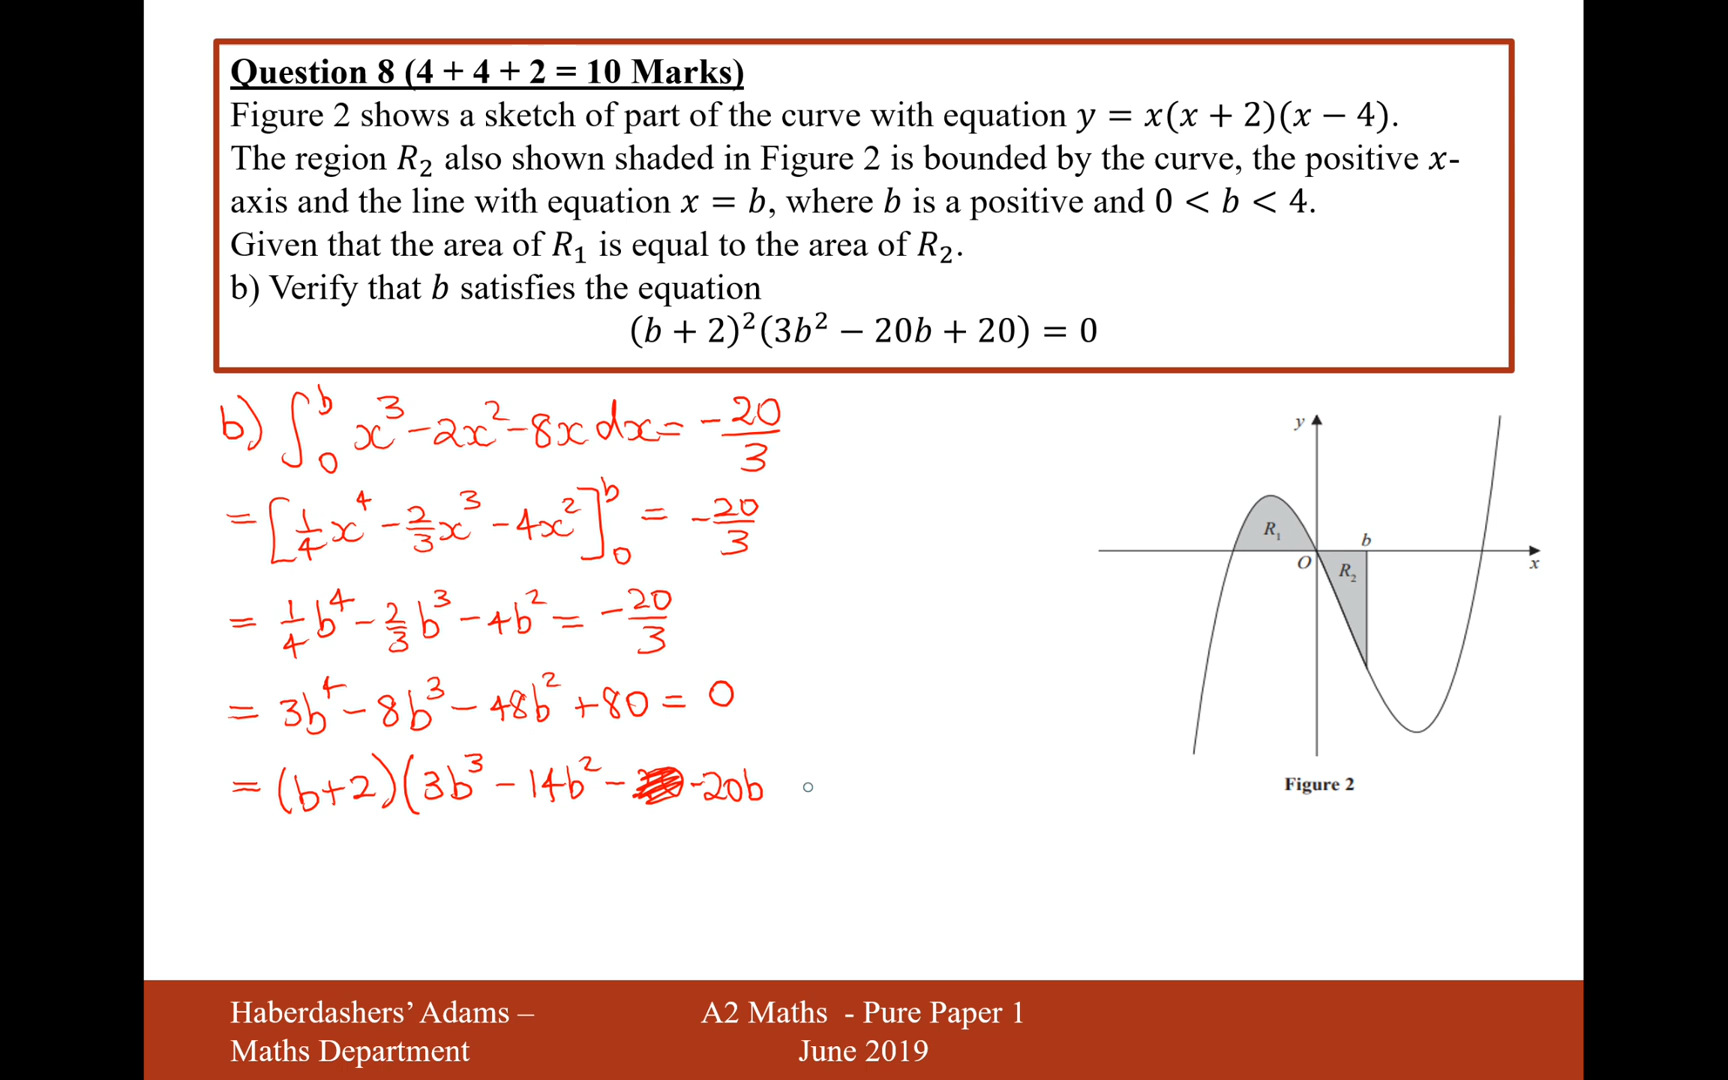 Question 8 (4 + 4 + 2 = 10 Marks)
Figure 2 shows a sketch of part of the curve with equation y = x(x + 2)(x − 4).
The region R₂ also shown shaded in Figure 2 is bounded by the curve, the positive x-
axis and the line with equation x = b, where b is a positive and 0 < b < 4.
Given that the area of R₁ is equal to the area of R₂.
b) Verify that b satisfies the equation
(b + 2)²(3b² − 20b + 20) = 0
b) ∫₀ᵇ x³ − 2x² − 8x dx = −20/3
= [1/4 x⁴ − 2/3 x³ − 4x²]₀ᵇ = −20/3
= 1/4 b⁴ − 2/3 b³ − 4b² = −20/3
= 3b⁴ − 8b³ − 48b² + 80 = 0
= (b+2)(3b³ − 14b² − −20b
y
R₁
b
O
R₂
x
Figure 2
Haberdashers’ Adams –
Maths Department
A2 Maths - Pure Paper 1
June 2019